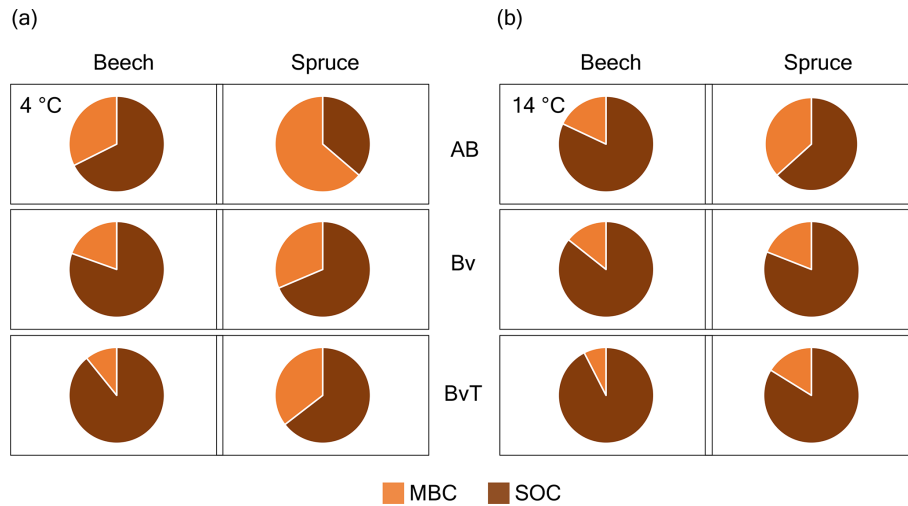 (a)
(b)
Beech
Spruce
Beech
Spruce
4 °C
14 °C
AB
Bv
BvT
MBC
SOC